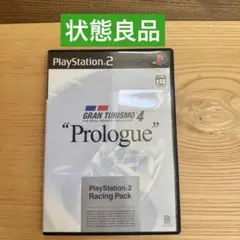 状態良品
PlayStation.2
GRAN TURISMO 4
"Prologue"
PlayStation.2
Racing Pack